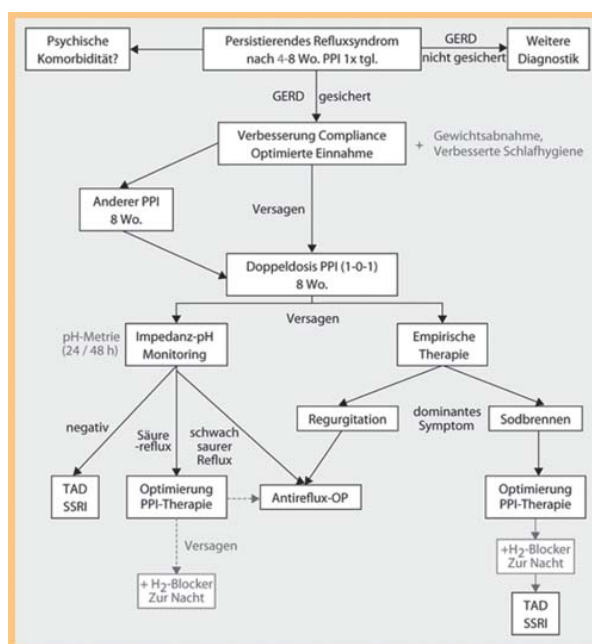 Psychische
Komorbidität?
Persistierendes Refluxsyndrom
nach 4-8 Wo. PPI 1x tgl.
GERD
nicht gesichert
Weitere
Diagnostik
GERD gesichert
Verbesserung Compliance
Optimierte Einnahme
+ Gewichtsabnahme,
Verbesserte Schlafhygiene
Anderer PPI
8 Wo.
Versagen
Doppeldosis PPI (1-0-1)
8 Wo.
Versagen
pH-Metrie
(24 / 48 h)
Impedanz-pH
Monitoring
Empirische
Therapie
negativ
Säure
-reflux
schwach
saurer
Reflux
Regurgitation
dominantes
Symptom
Sodbrennen
TAD
SSRI
Optimierung
PPI-Therapie
Antireflux-OP
Optimierung
PPI-Therapie
Versagen
+ H2-Blocker
Zur Nacht
+H2-Blocker
Zur Nacht
TAD
SSRI